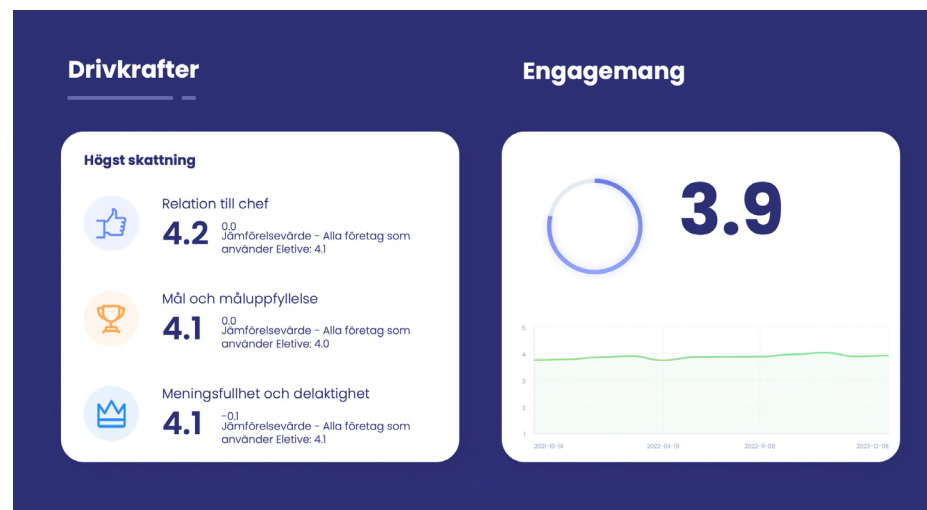 Drivkrafter
Högst skattning
Relation till chef
4.2
0.0
Jämförelsevärde - Alla företag som
använder Eletive: 4.1
Mål och måluppfyllelse
4.1
0.0
Jämförelsevärde - Alla företag som
använder Eletive: 4.0
Meningsfullhet och delaktighet
4.1
-0.1
Jämförelsevärde - Alla företag som
använder Eletive: 4.1
Engagemang
3.9
5
4
3
2
1
2021-10-14
2022-04-19
2022-11-08
2023-12-06